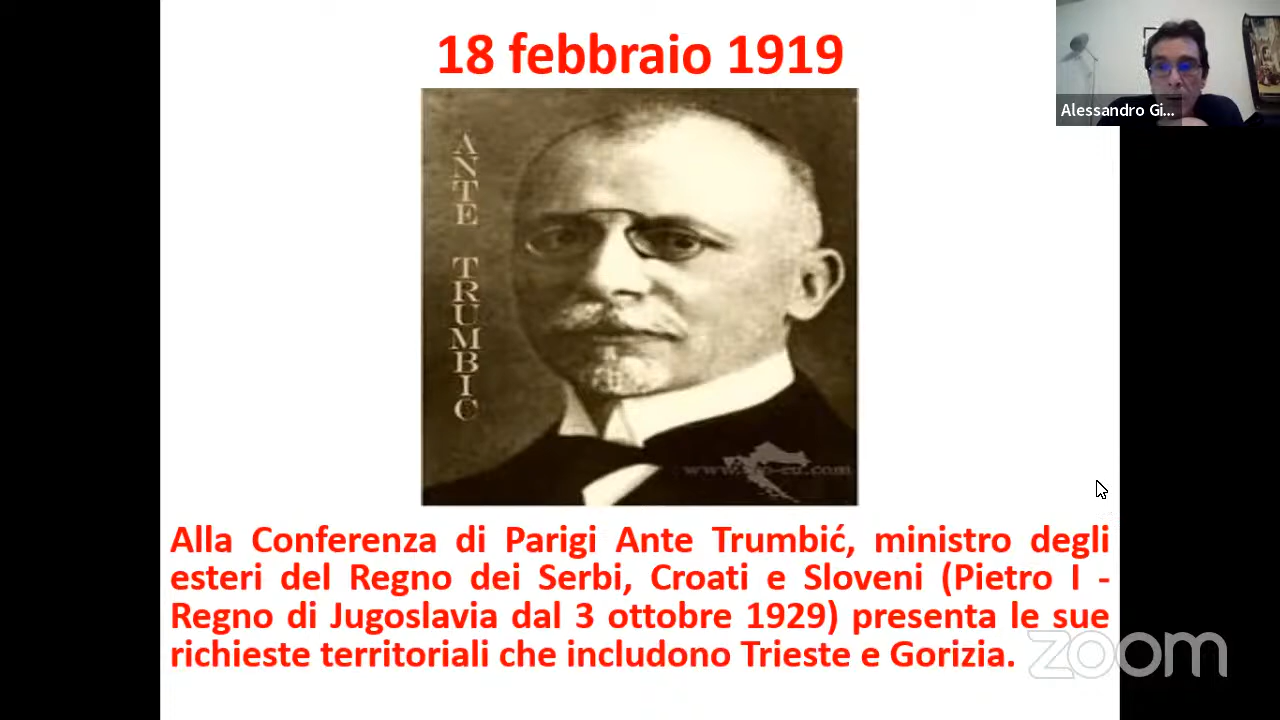 18 febbraio 1919
Alessandro Gi...
ANTE TRUMBIC
Alla Conferenza di Parigi Ante Trumbić, ministro degli
esteri del Regno dei Serbi, Croati e Sloveni (Pietro I -
Regno di Jugoslavia dal 3 ottobre 1929) presenta le sue
richieste territoriali che includono Trieste e Gorizia.
zoom